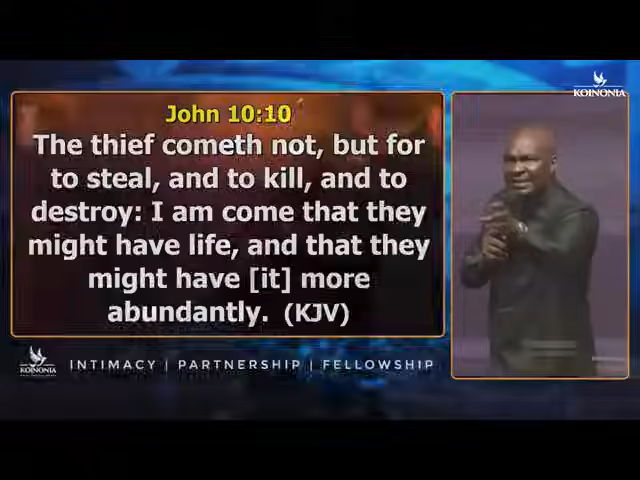 KOINONIA
John 10:10
The thief cometh not, but for
to steal, and to kill, and to
destroy: I am come that they
might have life, and that they
might have [it] more
abundantly. (KJV)
KOINONIA
INTIMACY | PARTNERSHIP | FELLOWSHIP